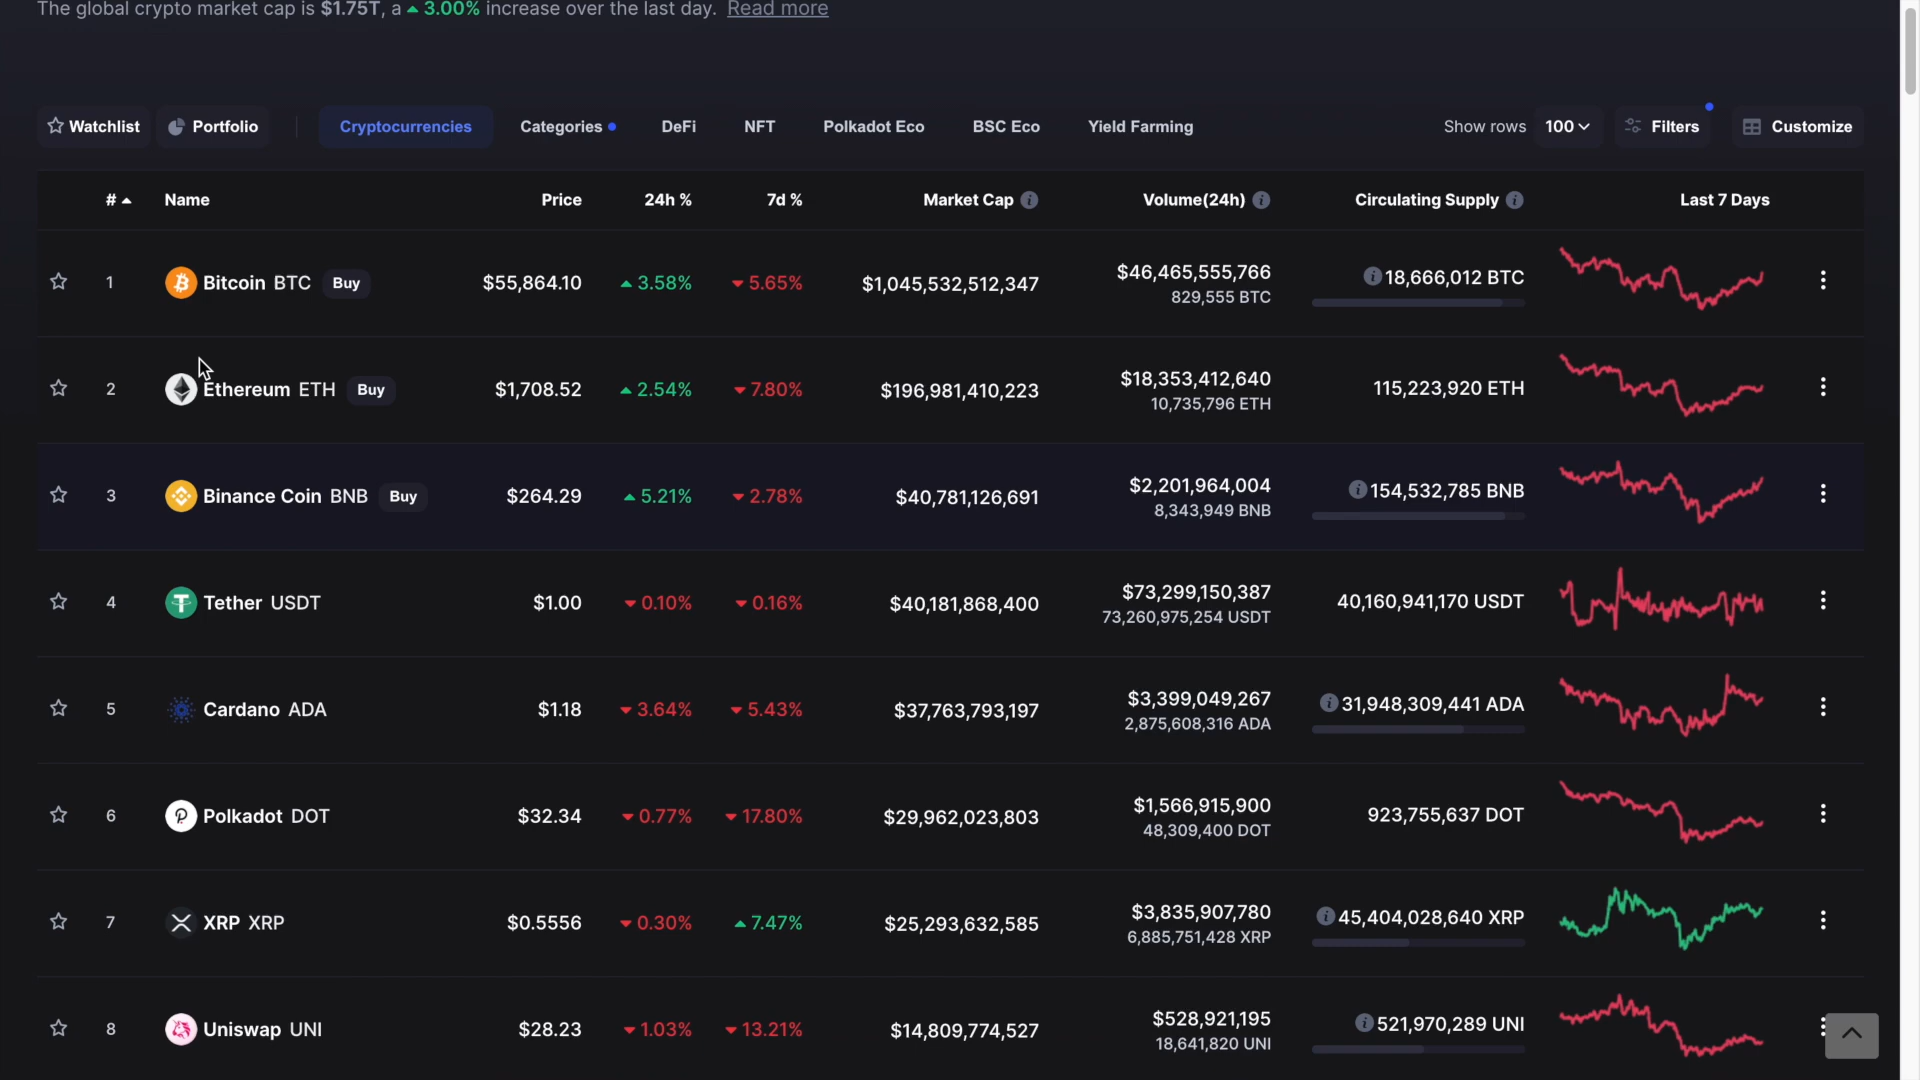 The global crypto market cap is $1.75T, a 3.00% increase over the last day. Read more
Watchlist Portfolio Cryptocurrencies Categories DeFi NFT Polkadot Eco BSC Eco Yield Farming Show rows 100 Filters Customize
# Name Price 24h % 7d % Market Cap Volume(24h) Circulating Supply Last 7 Days
1 Bitcoin BTC Buy $55,864.10 3.58% 5.65% $1,045,532,512,347 $46,465,555,766 18,666,012 BTC
829,555 BTC
2 Ethereum ETH Buy $1,708.52 2.54% 7.80% $196,981,410,223 $18,353,412,640 115,223,920 ETH
10,735,796 ETH
3 Binance Coin BNB Buy $264.29 5.21% 2.78% $40,781,126,691 $2,201,964,004 154,532,785 BNB
8,343,949 BNB
4 Tether USDT $1.00 0.10% 0.16% $40,181,868,400 $73,299,150,387 40,160,941,170 USDT
73,260,975,254 USDT
5 Cardano ADA $1.18 3.64% 5.43% $37,763,793,197 $3,399,049,267 31,948,309,441 ADA
2,875,608,316 ADA
6 Polkadot DOT $32.34 0.77% 17.80% $29,962,023,803 $1,566,915,900 923,755,637 DOT
48,309,400 DOT
7 XRP XRP $0.5556 0.30% 7.47% $25,293,632,585 $3,835,907,780 45,404,028,640 XRP
6,885,751,428 XRP
8 Uniswap UNI $28.23 1.03% 13.21% $14,809,774,527 $528,921,195 521,970,289 UNI
18,641,820 UNI